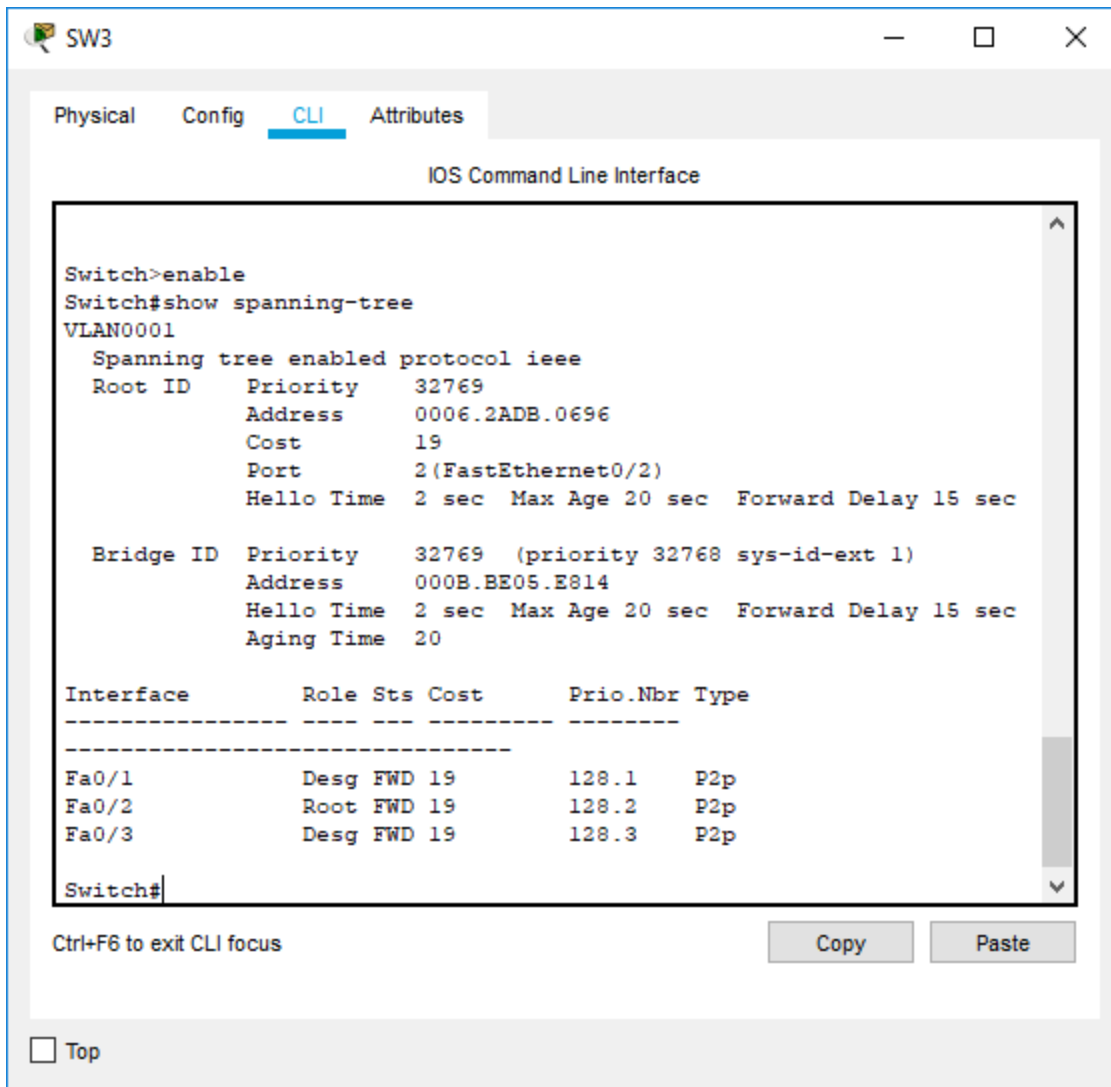 SW3
Physical Config CLI Attributes
IOS Command Line Interface
Switch>enable
Switch#show spanning-tree
VLAN0001
  Spanning tree enabled protocol ieee
  Root ID    Priority    32769
             Address     0006.2ADB.0696
             Cost        19
             Port        2(FastEthernet0/2)
             Hello Time  2 sec  Max Age 20 sec  Forward Delay 15 sec

  Bridge ID  Priority    32769  (priority 32768 sys-id-ext 1)
             Address     000B.BE05.E814
             Hello Time  2 sec  Max Age 20 sec  Forward Delay 15 sec
             Aging Time  20

Interface        Role Sts Cost      Prio.Nbr Type
---------------- ---- --- --------- --------
--------------------------------
Fa0/1            Desg FWD 19        128.1    P2p
Fa0/2            Root FWD 19        128.2    P2p
Fa0/3            Desg FWD 19        128.3    P2p

Switch#
Ctrl+F6 to exit CLI focus Copy Paste
Top